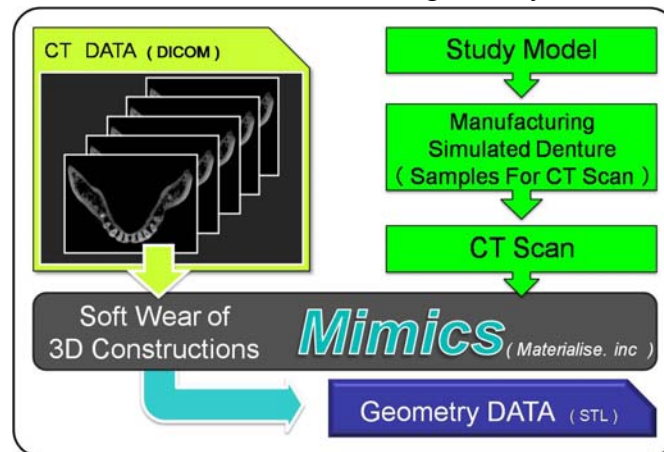 CT DATA ( DICOM )
Study Model
Manufacturing
Simulated Denture
( Samples For CT Scan )
CT Scan
Soft Wear of
3D Constructions
Mimics ( Materialise. inc )
Geometry DATA ( STL )